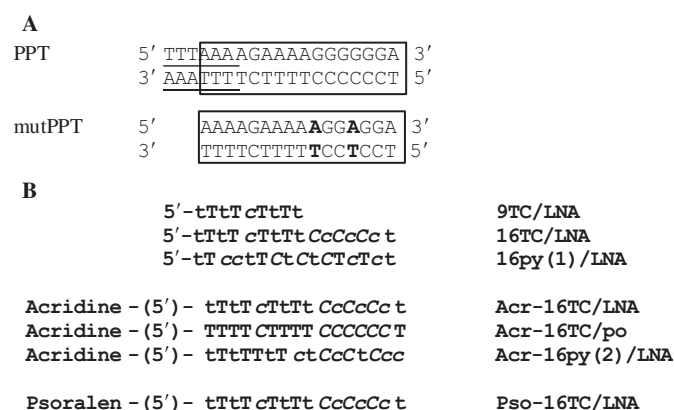 A
PPT 5′ TTTAAAAGAAAAGGGGGGA 3′
3′ AAATTTTCTTTTCCCCCCT 5′
mutPPT 5′ AAAAGAAAAAGGAGGA 3′
3′ TTTTCTTTTTCCTCCT 5′
B
5′-tTtTcTtTt 9TC/LNA
5′-tTtTcTtTtCcCcCct 16TC/LNA
5′-tTcctTCtCtCTcTct 16py(1)/LNA
Acridine -(5′)- tTtTcTtTtCcCcCct Acr-16TC/LNA
Acridine -(5′)- TTTTCTTTTCCCCCCT Acr-16TC/po
Acridine -(5′)- tTtTTtTctCcCtCcc Acr-16py(2)/LNA
Psoralen -(5′)- tTtTcTtTtCcCcCct Pso-16TC/LNA